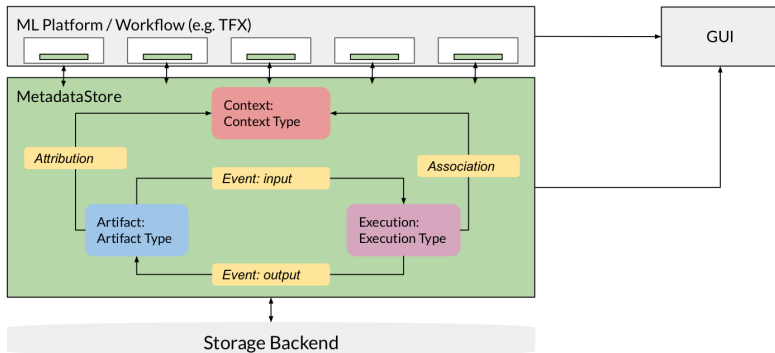 ML Platform / Workflow (e.g. TFX)
GUI
MetadataStore
Context:
Context Type
Attribution
Association
Event: input
Artifact:
Artifact Type
Execution:
Execution Type
Event: output
Storage Backend